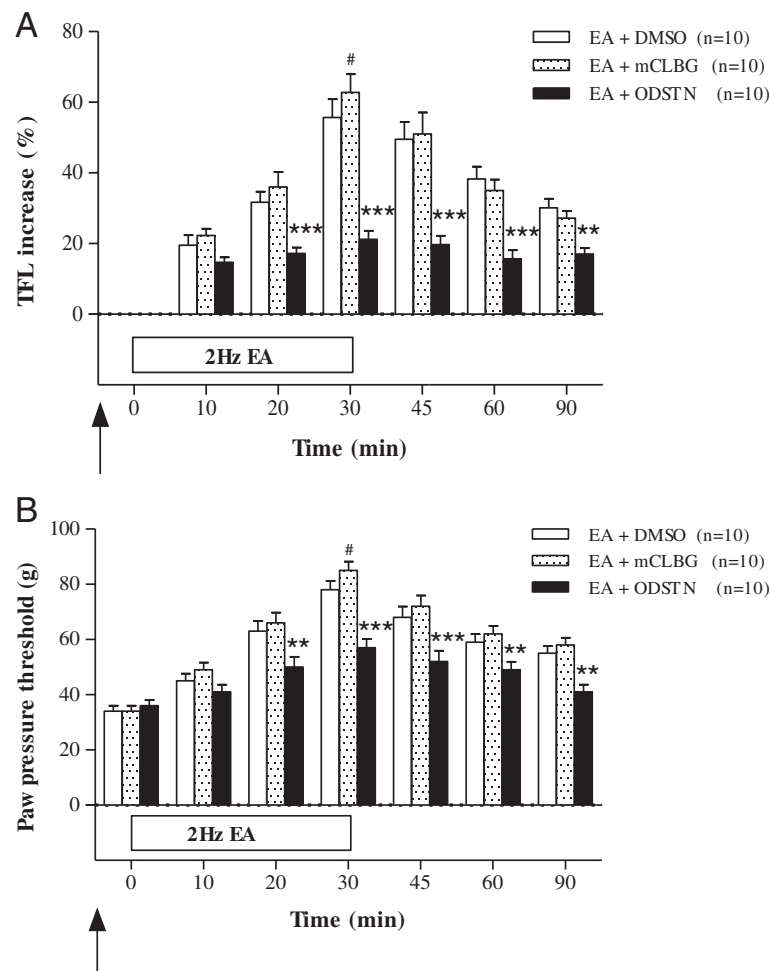 A
EA + DMSO (n=10)
EA + mCLBG (n=10)
EA + ODSTN (n=10)
TFL increase (%)
80
60
40
20
0
#
***
***
***
***
**
2Hz EA
0 10 20 30 45 60 90
Time (min)
B
EA + DMSO (n=10)
EA + mCLBG (n=10)
EA + ODSTN (n=10)
Paw pressure threshold (g)
100
80
60
40
20
0
#
**
***
***
**
**
2Hz EA
0 10 20 30 45 60 90
Time (min)